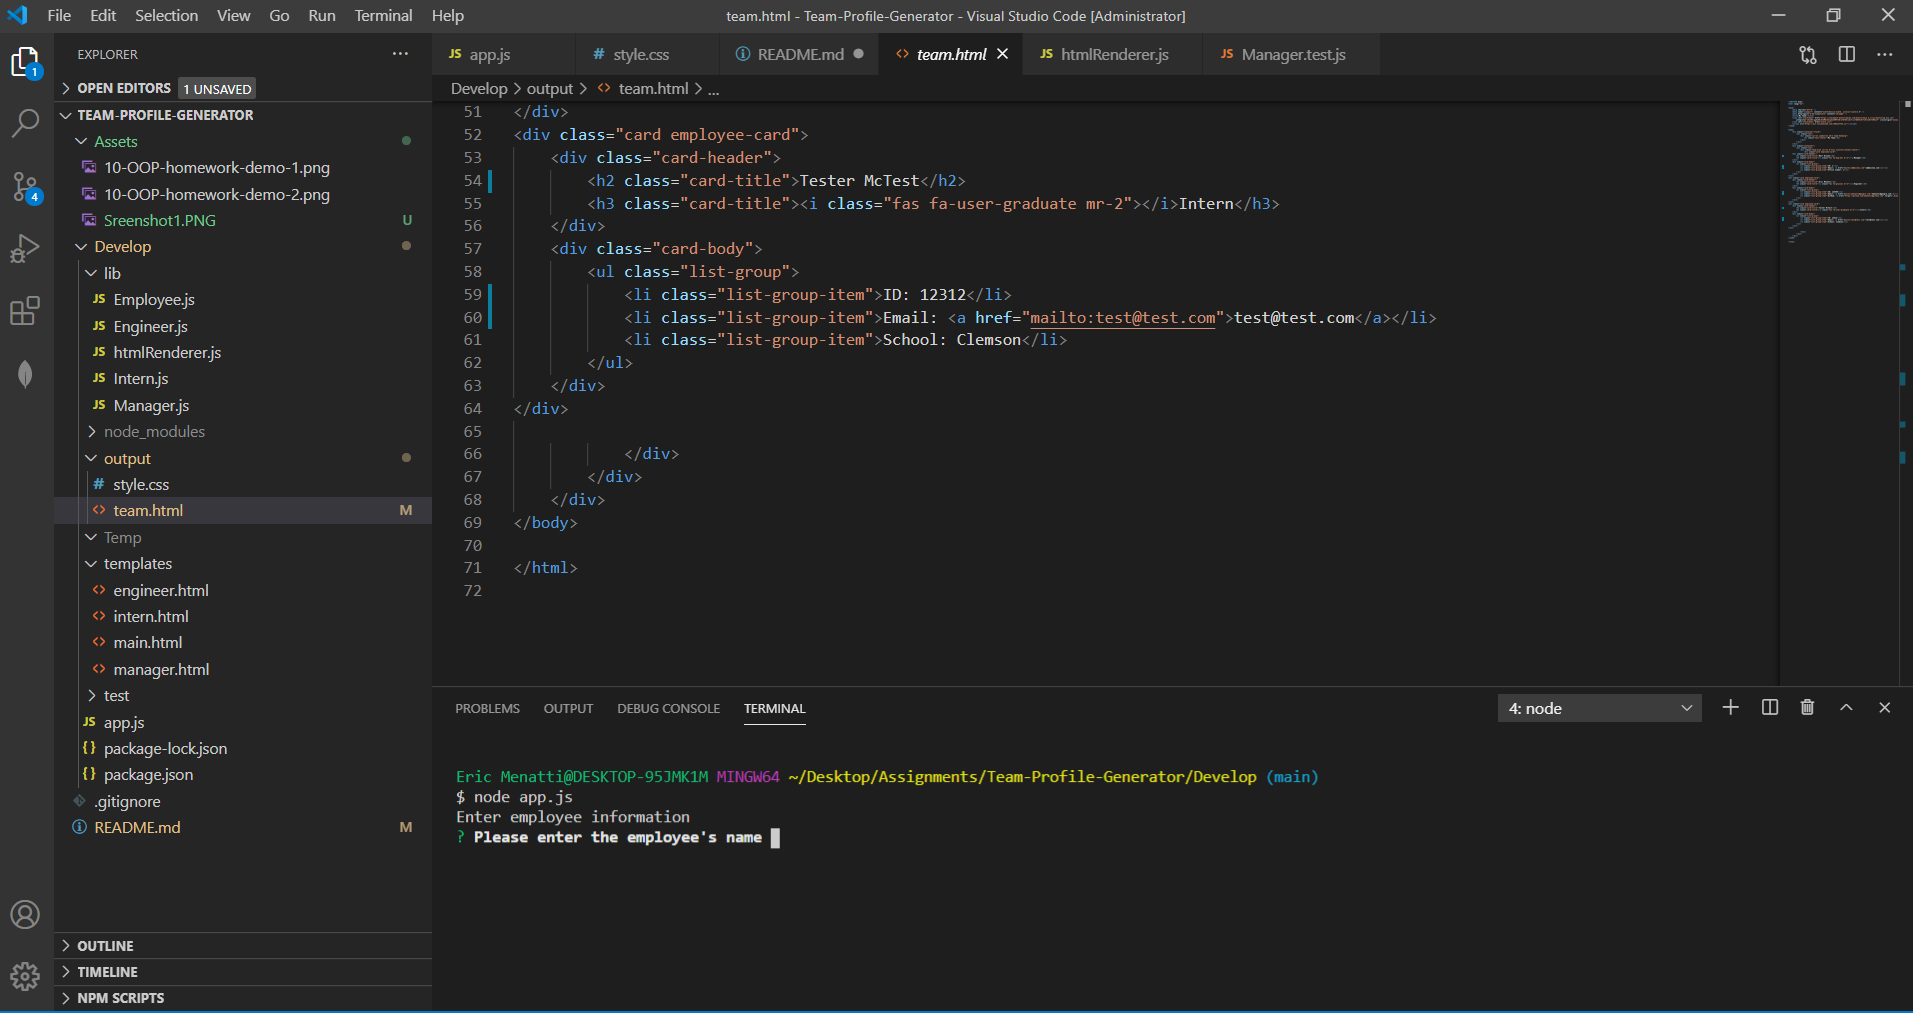 File Edit Selection View Go Run Terminal Help
team.html - Team-Profile-Generator - Visual Studio Code [Administrator]
EXPLORER
1
4
OPEN EDITORS 1 UNSAVED
TEAM-PROFILE-GENERATOR
Assets
10-OOP-homework-demo-1.png
10-OOP-homework-demo-2.png
Sreenshot1.PNG U
Develop
lib
JS Employee.js
JS Engineer.js
JS htmlRenderer.js
JS Intern.js
JS Manager.js
node_modules
output
# style.css
<> team.html M
Temp
templates
<> engineer.html
<> intern.html
<> main.html
<> manager.html
test
JS app.js
{} package-lock.json
{} package.json
.gitignore
README.md M
OUTLINE
TIMELINE
NPM SCRIPTS
JS app.js # style.css README.md <> team.html JS htmlRenderer.js JS Manager.test.js
Develop > output > <> team.html > ...
51 </div>
52 <div class="card employee-card">
53 <div class="card-header">
54 <h2 class="card-title">Tester McTest</h2>
55 <h3 class="card-title"><i class="fas fa-user-graduate mr-2"></i>Intern</h3>
56 </div>
57 <div class="card-body">
58 <ul class="list-group">
59 <li class="list-group-item">ID: 12312</li>
60 <li class="list-group-item">Email: <a href="mailto:test@test.com">test@test.com</a></li>
61 <li class="list-group-item">School: Clemson</li>
62 </ul>
63 </div>
64 </div>
65
66 </div>
67 </div>
68 </div>
69 </body>
70
71 </html>
72
PROBLEMS OUTPUT DEBUG CONSOLE TERMINAL 4: node
Eric Menatti@DESKTOP-95JMK1M MINGW64 ~/Desktop/Assignments/Team-Profile-Generator/Develop (main)
$ node app.js
Enter employee information
? Please enter the employee's name